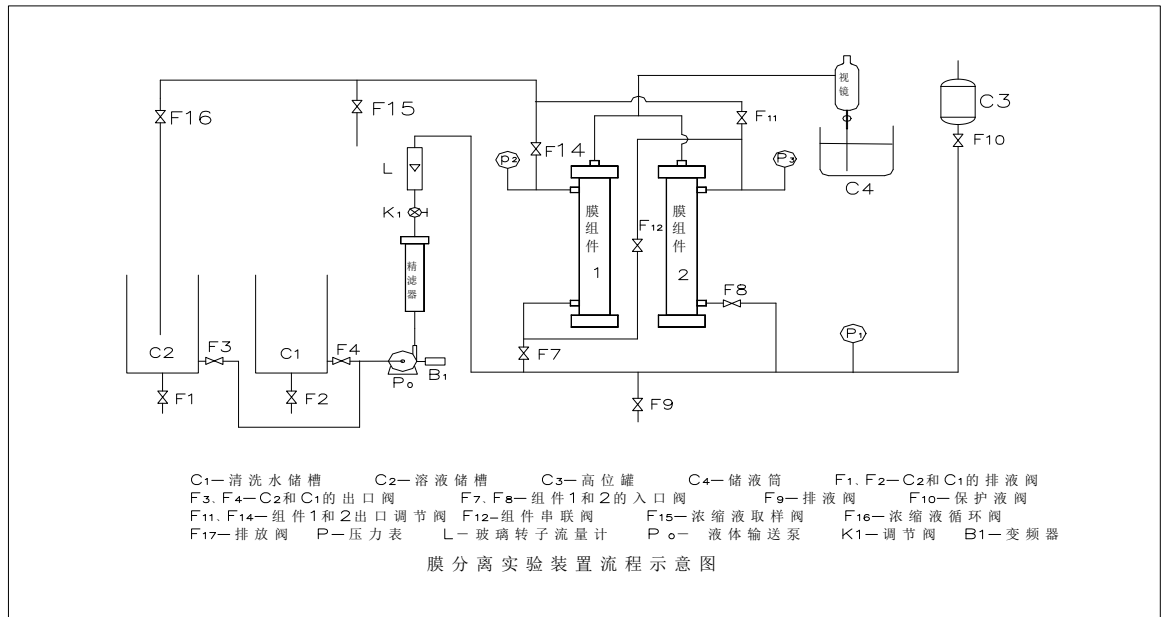 视镜
C3
F16
F15
F11
F10
F14
P2
P3
L
C4
K1
膜组件 1
膜组件 2
F12
精滤器
F8
C2
F3
C1
F4
P1
F7
Po
B1
F1
F2
F9
C1—清洗水储槽 C2—溶液储槽 C3—高位罐 C4—储液筒 F1、F2—C2和C1的排液阀
F3、F4—C2和C1的出口阀 F7、F8—组件1和2的入口阀 F9—排液阀 F10—保护液阀
F11、F14—组件1和2出口调节阀 F12—组件串联阀 F15—浓缩液取样阀 F16—浓缩液循环阀
F17—排放阀 P—压力表 L—玻璃转子流量计 Po— 液体输送泵 K1—调节阀 B1—变频器
膜分离实验装置流程示意图